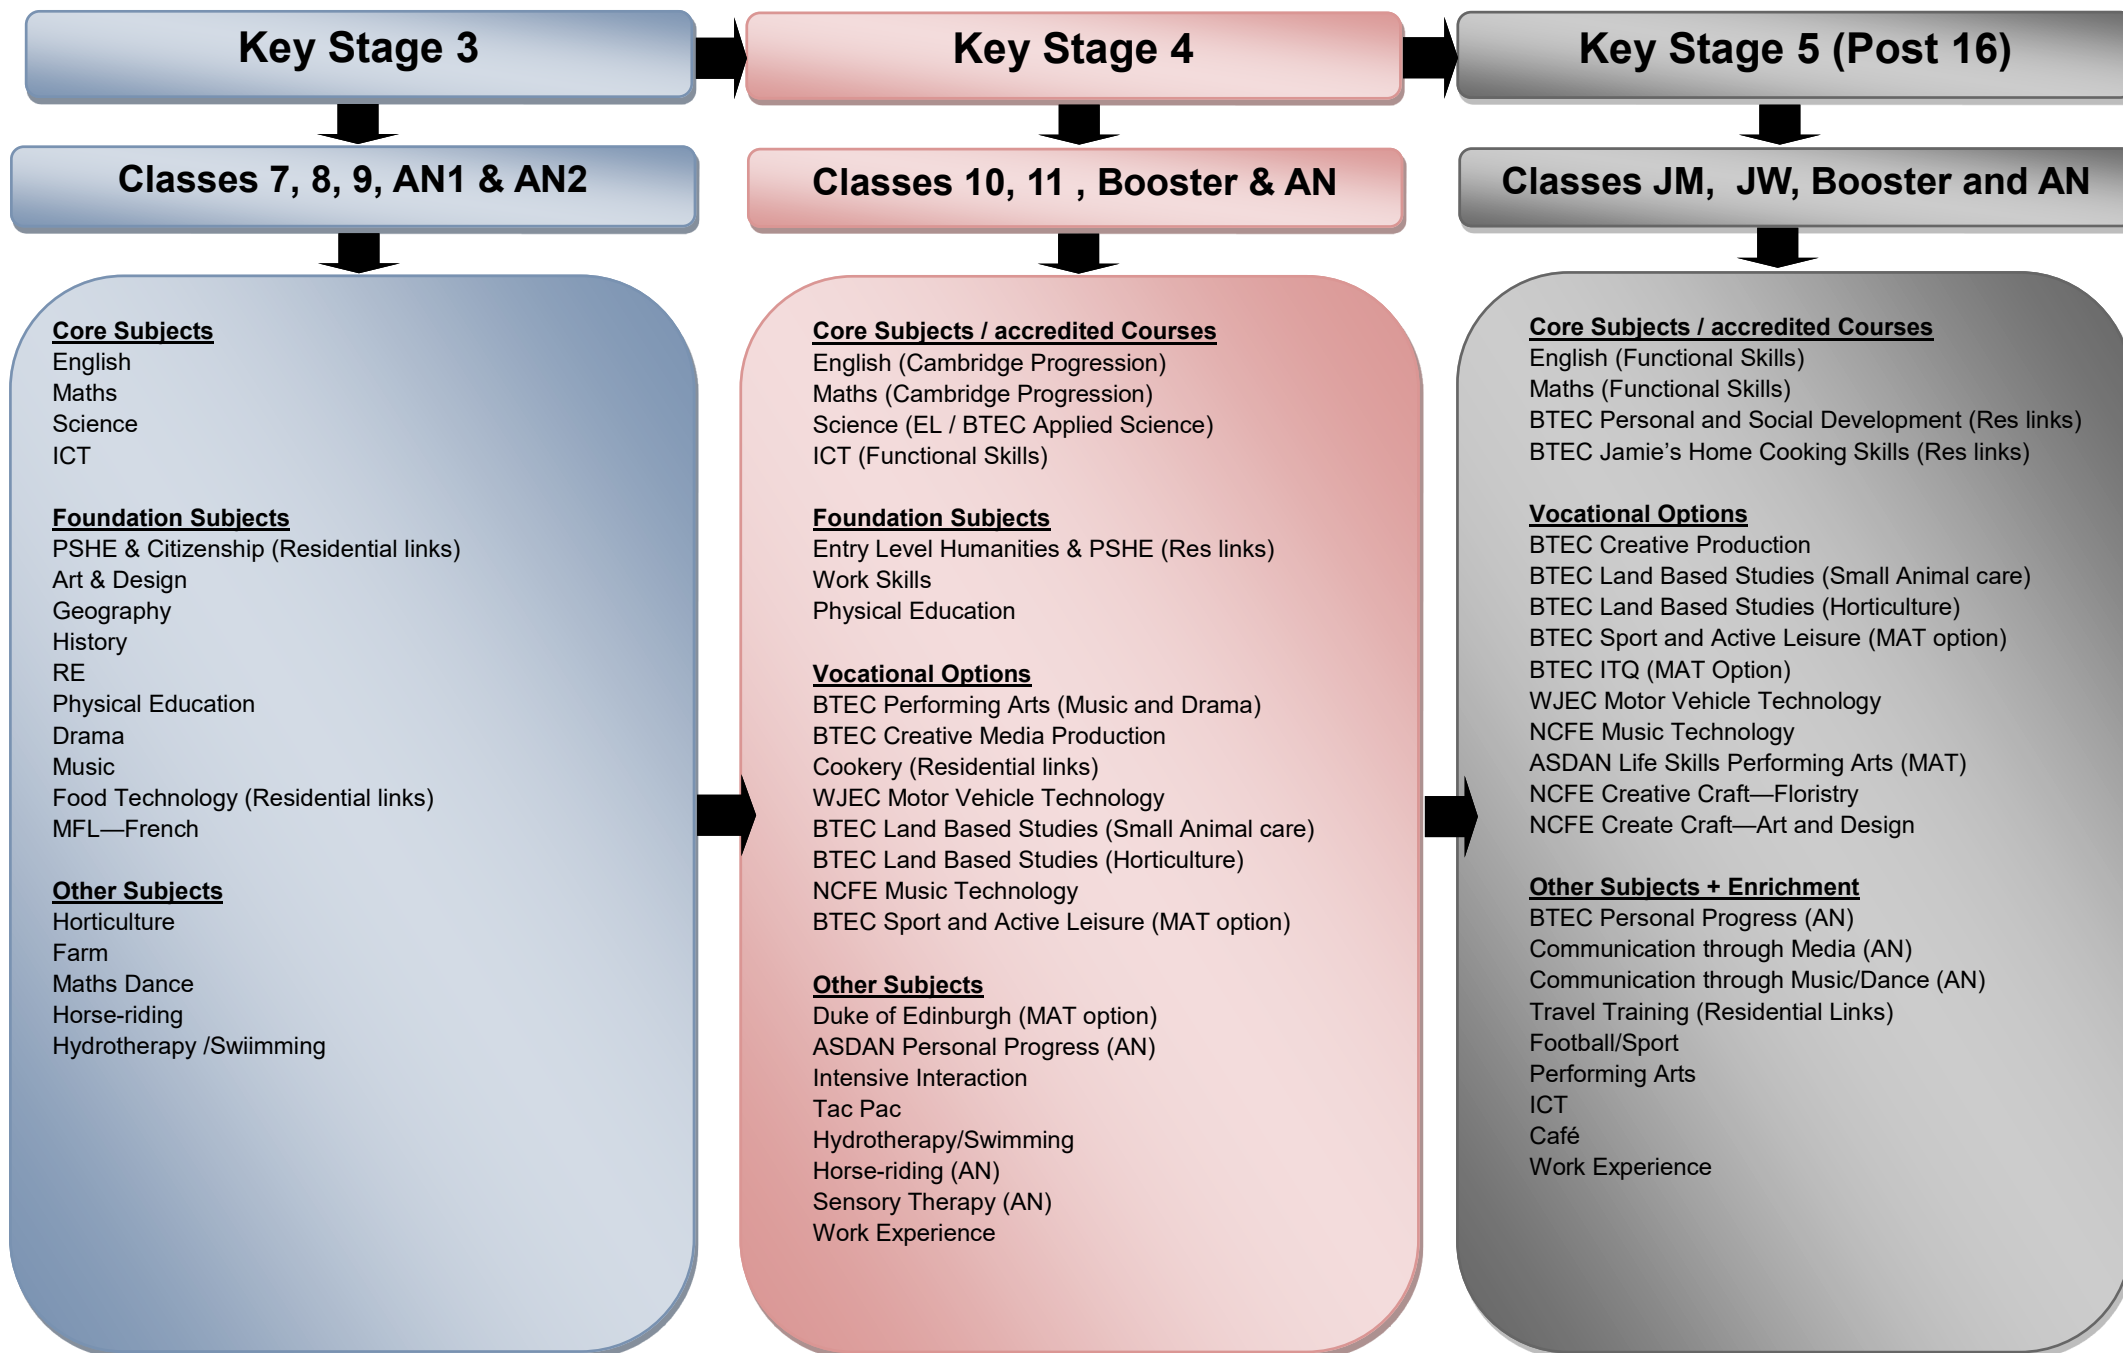 Key Stage 3
Classes 7, 8, 9, AN1 & AN2
Core Subjects
English
Maths
Science
ICT
Foundation Subjects
PSHE & Citizenship (Residential links)
Art & Design
Geography
History
RE
Physical Education
Drama
Music
Food Technology (Residential links)
MFL—French
Other Subjects
Horticulture
Farm
Maths Dance
Horse-riding
Hydrotherapy /Swiimming
Key Stage 4
Classes 10, 11 , Booster & AN
Core Subjects / accredited Courses
English (Cambridge Progression)
Maths (Cambridge Progression)
Science (EL / BTEC Applied Science)
ICT (Functional Skills)
Foundation Subjects
Entry Level Humanities & PSHE (Res links)
Work Skills
Physical Education
Vocational Options
BTEC Performing Arts (Music and Drama)
BTEC Creative Media Production
Cookery (Residential links)
WJEC Motor Vehicle Technology
BTEC Land Based Studies (Small Animal care)
BTEC Land Based Studies (Horticulture)
NCFE Music Technology
BTEC Sport and Active Leisure (MAT option)
Other Subjects
Duke of Edinburgh (MAT option)
ASDAN Personal Progress (AN)
Intensive Interaction
Tac Pac
Hydrotherapy/Swimming
Horse-riding (AN)
Sensory Therapy (AN)
Work Experience
Key Stage 5 (Post 16)
Classes JM,  JW, Booster and AN
Core Subjects / accredited Courses
English (Functional Skills)
Maths (Functional Skills)
BTEC Personal and Social Development (Res links)
BTEC Jamie’s Home Cooking Skills (Res links)
Vocational Options
BTEC Creative Production
BTEC Land Based Studies (Small Animal care)
BTEC Land Based Studies (Horticulture)
BTEC Sport and Active Leisure (MAT option)
BTEC ITQ (MAT Option)
WJEC Motor Vehicle Technology
NCFE Music Technology
ASDAN Life Skills Performing Arts (MAT)
NCFE Creative Craft—Floristry
NCFE Create Craft—Art and Design
Other Subjects + Enrichment
BTEC Personal Progress (AN)
Communication through Media (AN)
Communication through Music/Dance (AN)
Travel Training (Residential Links)
Football/Sport
Performing Arts
ICT
Café
Work Experience